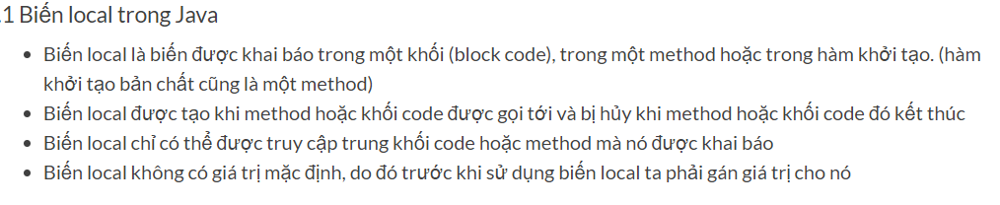 .1 Biến local trong Java
• Biến local là biến được khai báo trong một khối (block code), trong một method hoặc trong hàm khởi tạo. (hàm
khởi tạo bản chất cũng là một method)
• Biến local được tạo khi method hoặc khối code được gọi tới và bị hủy khi method hoặc khối code đó kết thúc
• Biến local chỉ có thể được truy cập trung khối code hoặc method mà nó được khai báo
• Biến local không có giá trị mặc định, do đó trước khi sử dụng biến local ta phải gán giá trị cho nó